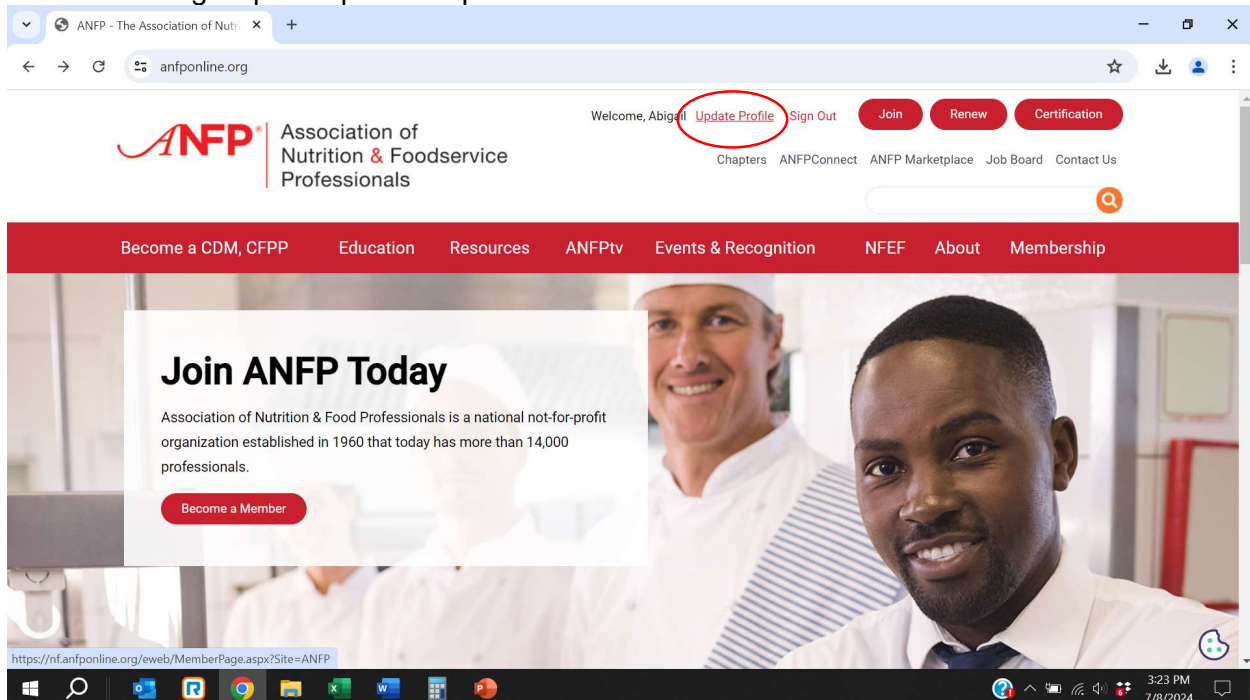 ANFP - The Association of Nutri
anfponline.org
Welcome, Abigail Update Profile Sign Out Join Renew Certification
ANFP® Association of
Nutrition & Foodservice
Professionals
Chapters ANFPConnect ANFP Marketplace Job Board Contact Us
Become a CDM, CFPP Education Resources ANFPtv Events & Recognition NFEF About Membership
Join ANFP Today
Association of Nutrition & Food Professionals is a national not-for-profit
organization established in 1960 that today has more than 14,000
professionals.
Become a Member
https://nf.anfponline.org/eweb/MemberPage.aspx?Site=ANFP
3:23 PM
7/8/2024